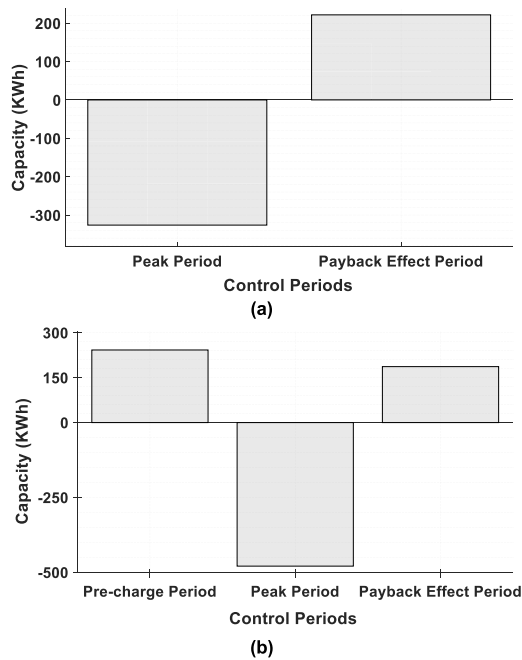 200
100
0
-100
-200
-300
Capacity (KWh)
Peak Period Payback Effect Period
Control Periods
(a)
300
150
0
-250
-500
Capacity (KWh)
Pre-charge Period Peak Period Payback Effect Period
Control Periods
(b)